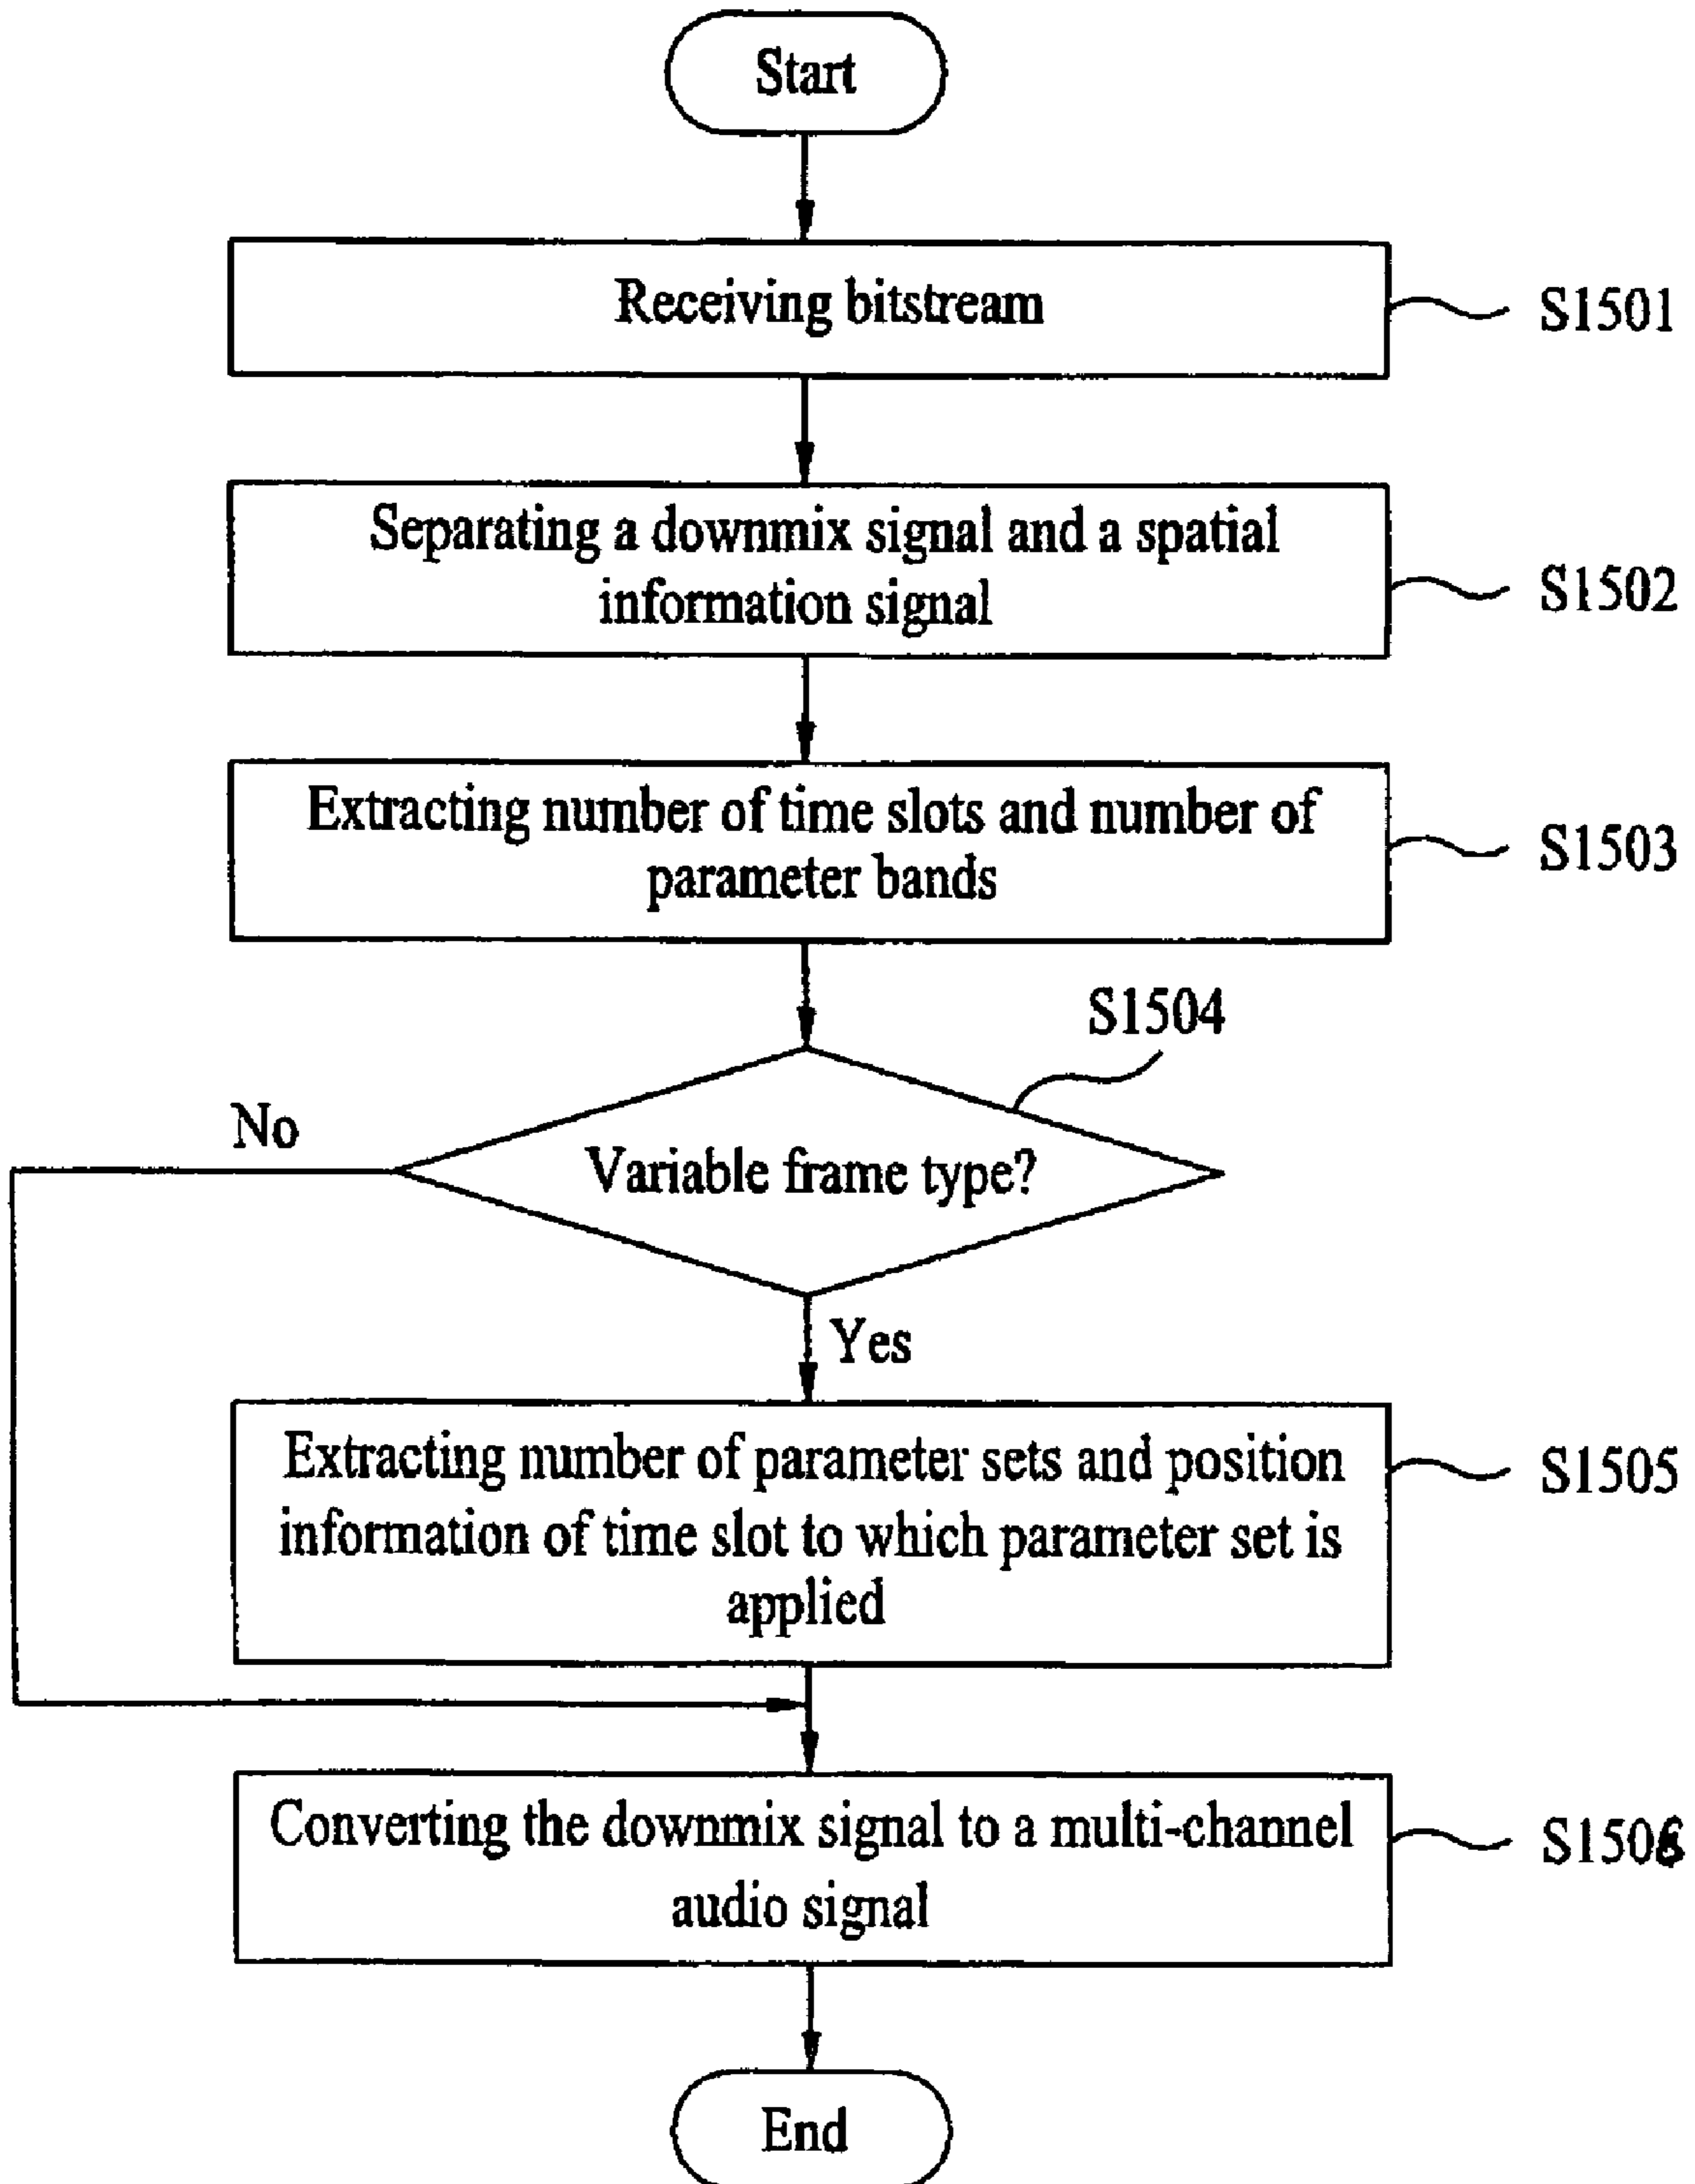 Start
Receiving bitstream
S1501
Separating a downmix signal and a spatial
information signal
S1502
Extracting number of time slots and number of
parameter bands
S1503
S1504
Variable frame type?
No
Yes
Extracting number of parameter sets and position
information of time slot to which parameter set is
applied
S1505
Converting the downmix signal to a multi-channel
audio signal
S1506
End